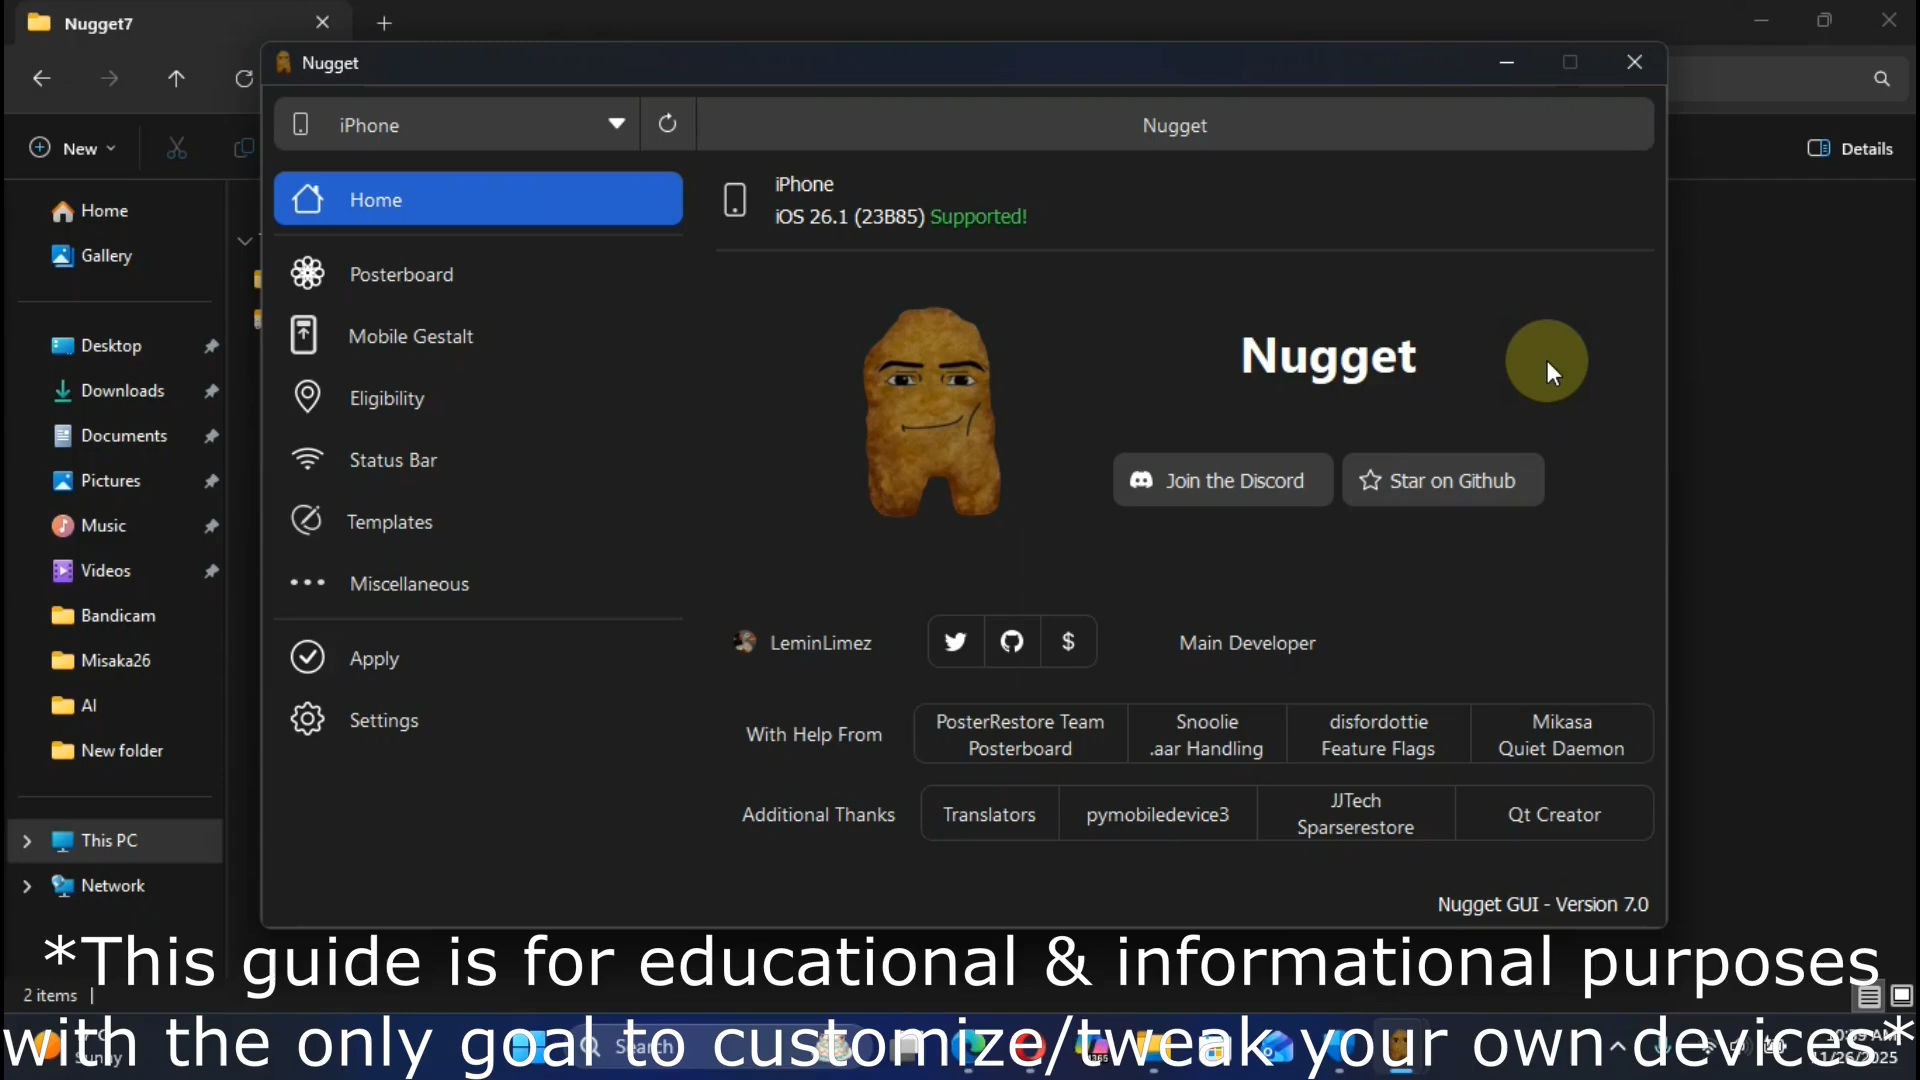 Nugget7
Nugget
New
Details
Home
Gallery
Desktop
Downloads
Documents
Pictures
Music
Videos
Bandicam
Misaka26
AI
New folder
This PC
Network
2 items
iPhone
Nugget
Home
Posterboard
Mobile Gestalt
Eligibility
Status Bar
Templates
Miscellaneous
Apply
Settings
iPhone
iOS 26.1 (23B85) Supported!
Nugget
Join the Discord
Star on Github
LeminLimez
$
Main Developer
With Help From
PosterRestore Team
Posterboard
Snoolie
.aar Handling
disfordottie
Feature Flags
Mikasa
Quiet Daemon
Additional Thanks
Translators
pymobiledevice3
JJTech
Sparserestore
Qt Creator
Nugget GUI - Version 7.0
*This guide is for educational & informational purposes
with the only goal to customize/tweak your own devices*
Sunny
Search
11/26/2025